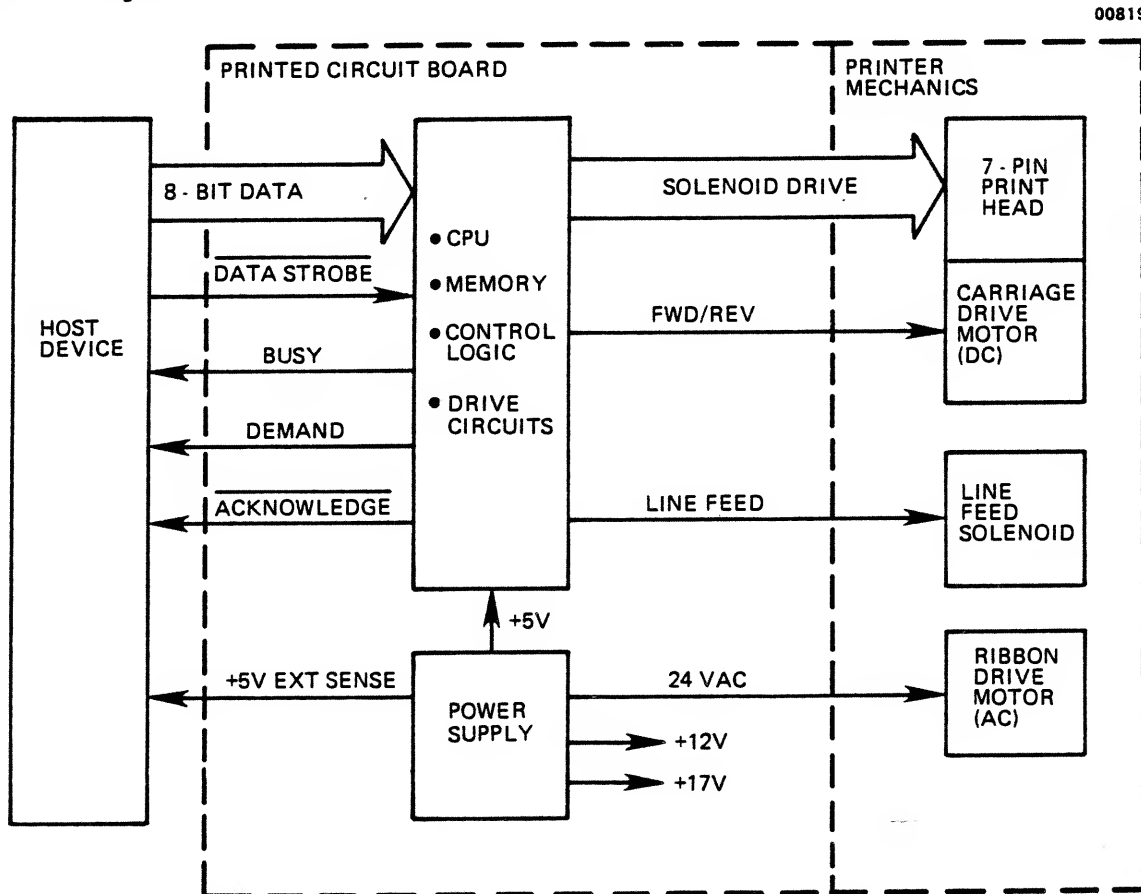 00819
PRINTED CIRCUIT BOARD
PRINTER
MECHANICS
HOST
DEVICE
8 - BIT DATA
DATA STROBE
BUSY
DEMAND
ACKNOWLEDGE
+5V EXT SENSE
• CPU
• MEMORY
• CONTROL
LOGIC
• DRIVE
CIRCUITS
+5V
POWER
SUPPLY
SOLENOID DRIVE
FWD/REV
LINE FEED
24 VAC
+12V
+17V
7 - PIN
PRINT
HEAD
CARRIAGE
DRIVE
MOTOR
(DC)
LINE
FEED
SOLENOID
RIBBON
DRIVE
MOTOR
(AC)